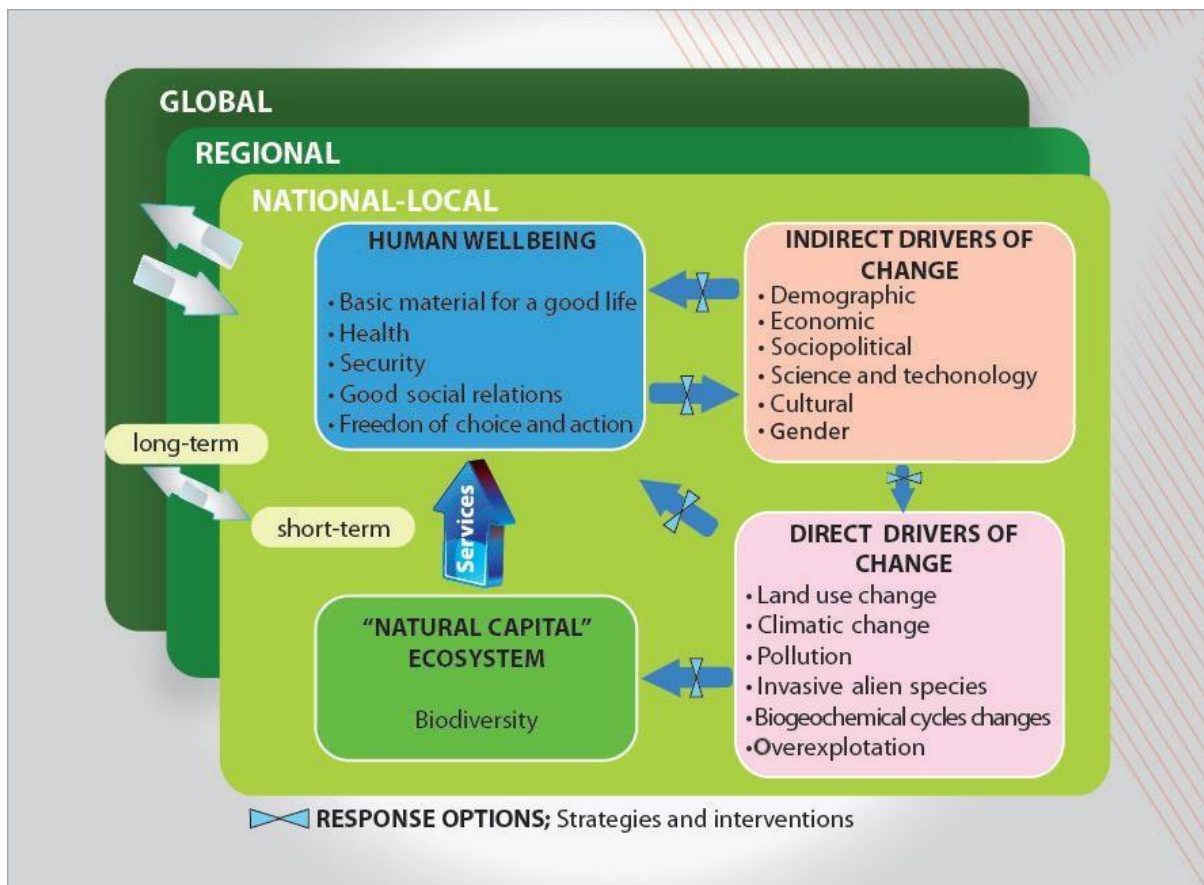 GLOBAL
REGIONAL
NATIONAL-LOCAL
HUMAN WELLBEING
• Basic material for a good life
• Health
• Security
• Good social relations
• Freedon of choice and action
INDIRECT DRIVERS OF
CHANGE
• Demographic
• Economic
• Sociopolitical
• Science and techonology
• Cultural
• Gender
long-term
short-term
Services
"NATURAL CAPITAL"
ECOSYSTEM
Biodiversity
DIRECT DRIVERS OF
CHANGE
• Land use change
• Climatic change
• Pollution
• Invasive alien species
• Biogeochemical cycles changes
• Overexplotation
RESPONSE OPTIONS; Strategies and interventions